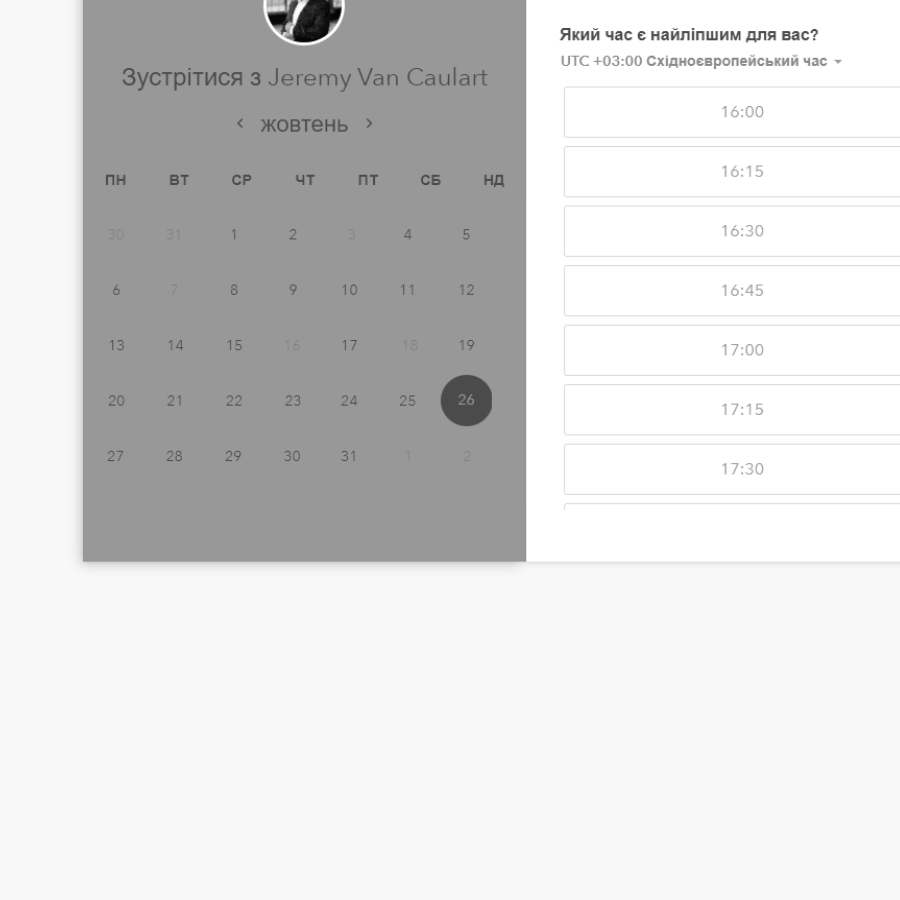 Зустрітися з Jeremy Van Caulart
жовтень
ПН ВТ СР ЧТ ПТ СБ НД
30 31 1 2 3 4 5
6 7 8 9 10 11 12
13 14 15 16 17 18 19
20 21 22 23 24 25 26
27 28 29 30 31 1 2
Який час є найліпшим для вас?
UTC +03:00 Східноєвропейський час
16:00
16:15
16:30
16:45
17:00
17:15
17:30